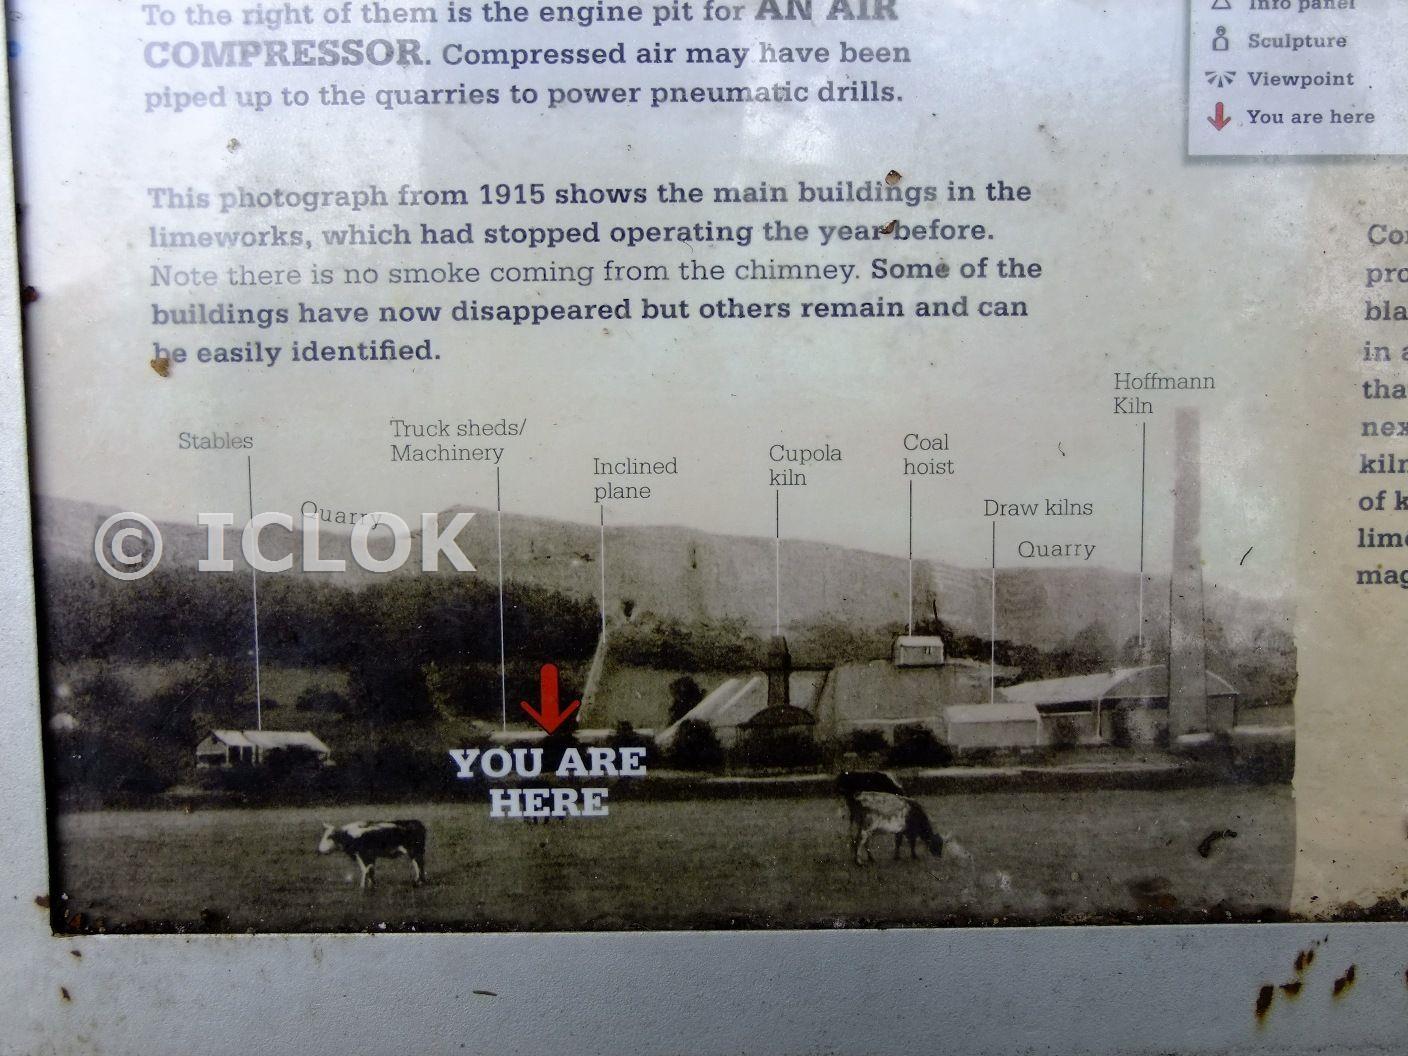 To the right of them is the engine pit for AN AIR
COMPRESSOR. Compressed air may have been
piped up to the quarries to power pneumatic drills.
Info panel
Sculpture
Viewpoint
You are here
This photograph from 1915 shows the main buildings in the
limeworks, which had stopped operating the year before.
Note there is no smoke coming from the chimney. Some of the
buildings have now disappeared but others remain and can
be easily identified.
Stables
Quarry
Truck sheds/
Machinery
Inclined
plane
Cupola
kiln
Coal
hoist
Draw kilns
Quarry
Hoffmann
Kiln
© ICLOK
YOU ARE
HERE
in
of